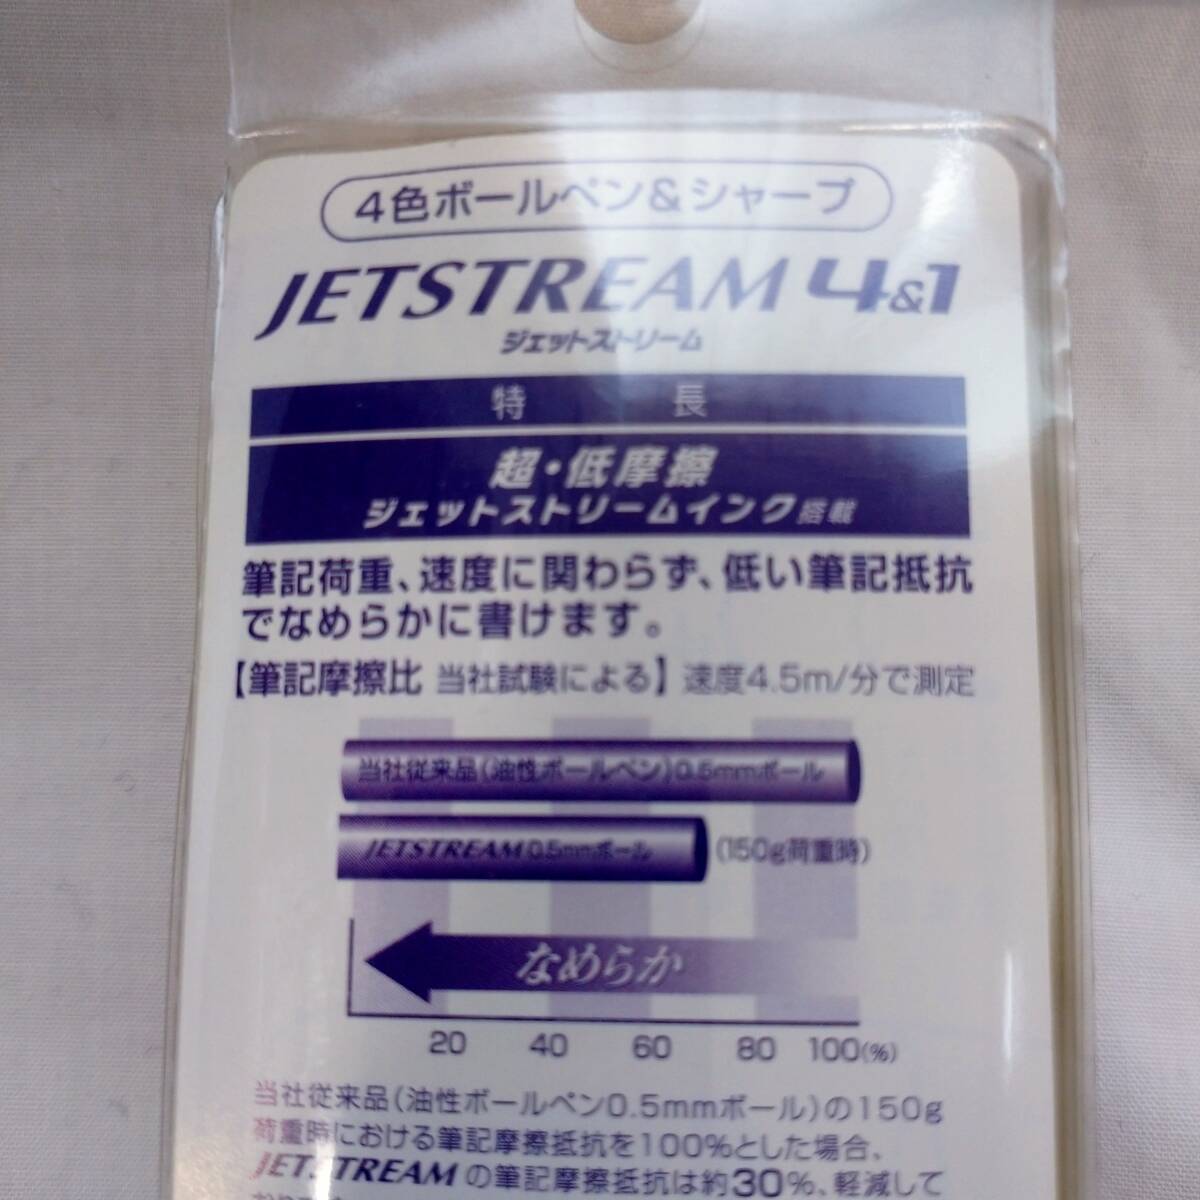 4色ボールペン&シャープ
JETSTREAM 4&1
ジェットストリーム
特長
超・低摩擦
ジェットストリームインク搭載
筆記荷重、速度に関わらず、低い筆記抵抗
でなめらかに書けます。
【筆記摩擦比 当社試験による】速度4.5m/分で測定
当社従来品(油性ボールペン)0.5mmボール
JETSTREAM 0.5mmボール (150g荷重時)
なめらか
20 40 60 80 100(%)
当社従来品(油性ボールペン0.5mmボール)の150g
荷重時における筆記摩擦抵抗を100%とした場合、
JETSTREAMの筆記摩擦抵抗は約30%、軽減して